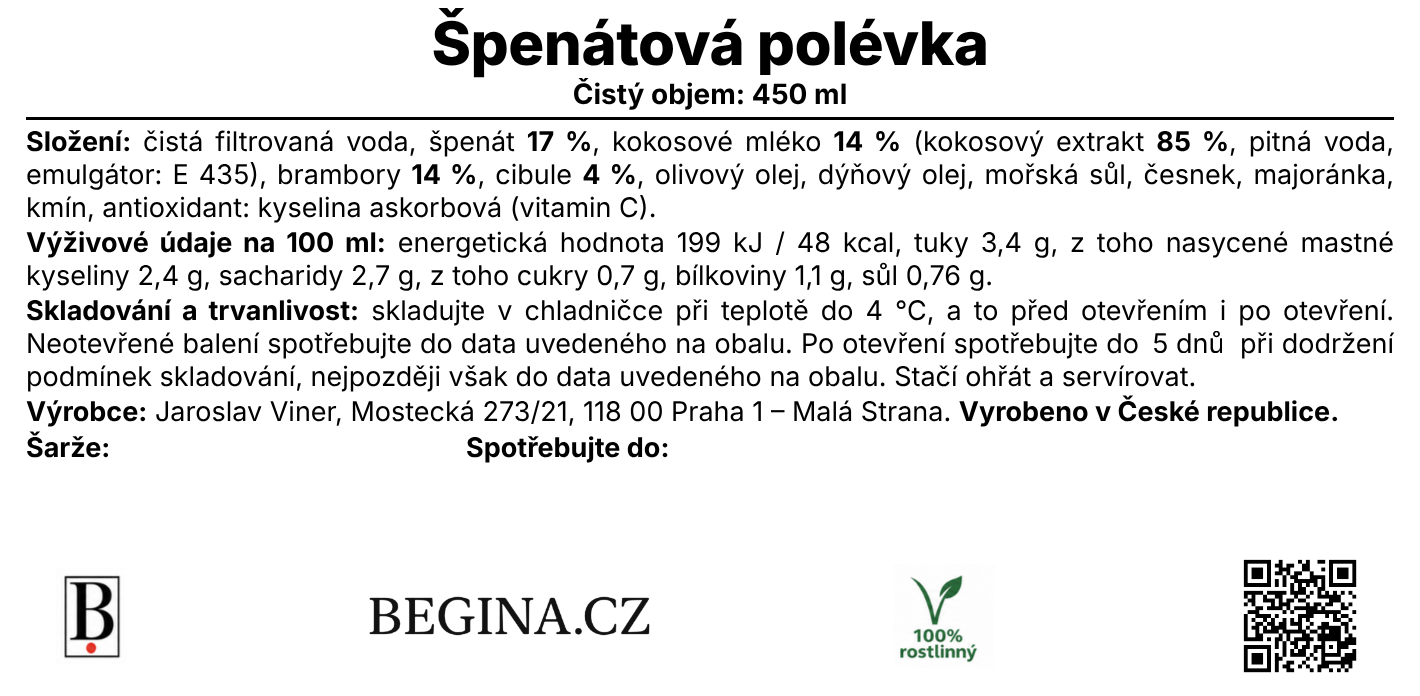 Špenátová polévka
Čistý objem: 450 ml
Složení: čistá filtrovaná voda, špenát 17 %, kokosové mléko 14 % (kokosový extrakt 85 %, pitná voda,
emulgátor: E 435), brambory 14 %, cibule 4 %, olivový olej, dýňový olej, mořská sůl, česnek, majoránka,
kmín, antioxidant: kyselina askorbová (vitamin C).
Výživové údaje na 100 ml: energetická hodnota 199 kJ / 48 kcal, tuky 3,4 g, z toho nasycené mastné
kyseliny 2,4 g, sacharidy 2,7 g, z toho cukry 0,7 g, bílkoviny 1,1 g, sůl 0,76 g.
Skladování a trvanlivost: skladujte v chladničce při teplotě do 4 °C, a to před otevřením i po otevření.
Neotevřené balení spotřebujte do data uvedeného na obalu. Po otevření spotřebujte do 5 dnů při dodržení
podmínek skladování, nejpozději však do data uvedeného na obalu. Stačí ohřát a servírovat.
Výrobce: Jaroslav Viner, Mostecká 273/21, 118 00 Praha 1 – Malá Strana. Vyrobeno v České republice.
Šarže: Spotřebujte do:
B
BEGINA.CZ
100%
rostlinný